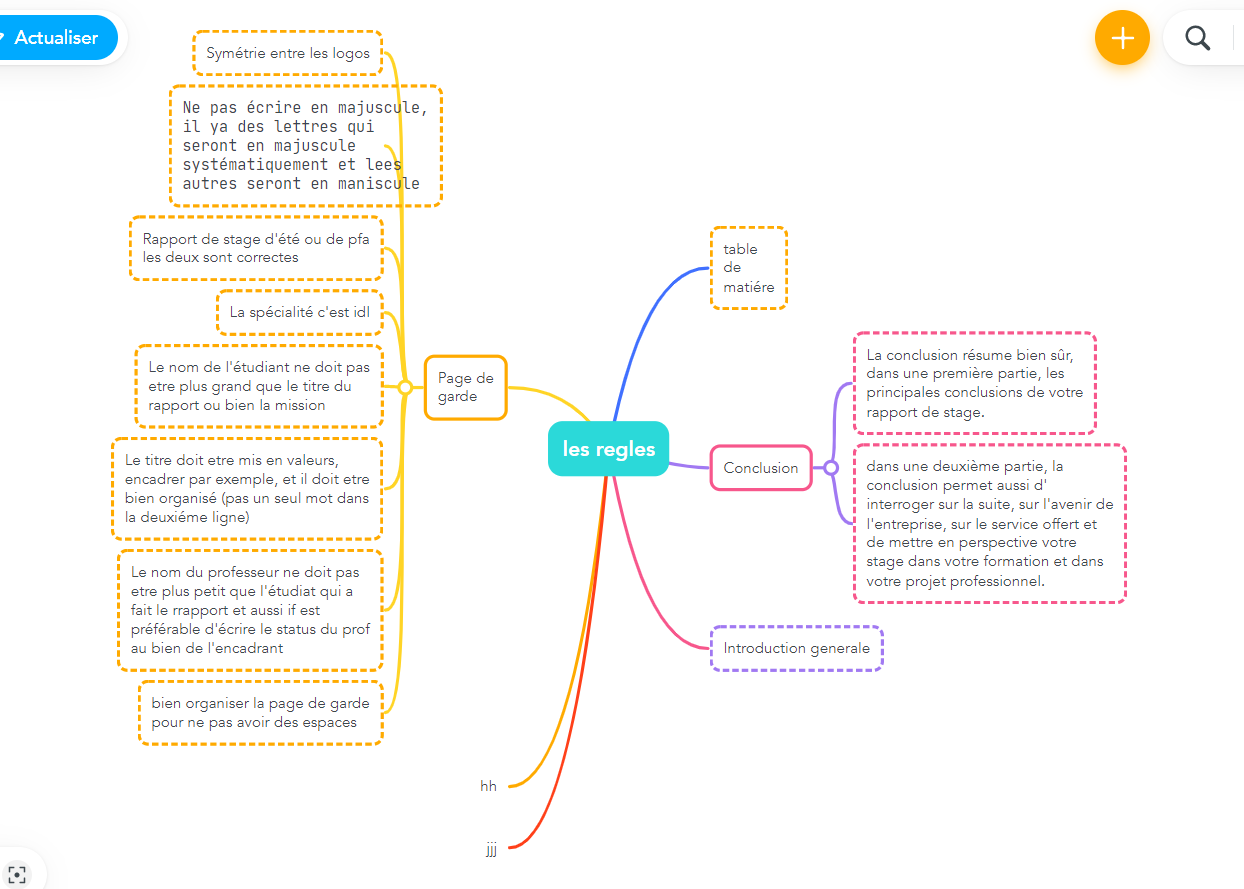 Actualiser
Symétrie entre les logos
Ne pas écrire en majuscule,
il ya des lettres qui
seront en majuscule
systématiquement et lees
autres seront en maniscule
Rapport de stage d'été ou de pfa
les deux sont correctes
La spécialité c'est idl
Le nom de l'étudiant ne doit pas
etre plus grand que le titre du
rapport ou bien la mission
Le titre doit etre mis en valeurs,
encadrer par exemple, et il doit etre
bien organisé (pas un seul mot dans
la deuxiéme ligne)
Le nom du professeur ne doit pas
etre plus petit que l'étudiat qui a
fait le rrapport et aussi if est
préférable d'écrire le status du prof
au bien de l'encadrant
bien organiser la page de garde
pour ne pas avoir des espaces
Page de
garde
les regles
table
de
matiére
Conclusion
La conclusion résume bien sûr,
dans une première partie, les
principales conclusions de votre
rapport de stage.
dans une deuxième partie, la
conclusion permet aussi d'
interroger sur la suite, sur l'avenir de
l'entreprise, sur le service offert et
de mettre en perspective votre
stage dans votre formation et dans
votre projet professionnel.
Introduction generale
hh
jjj